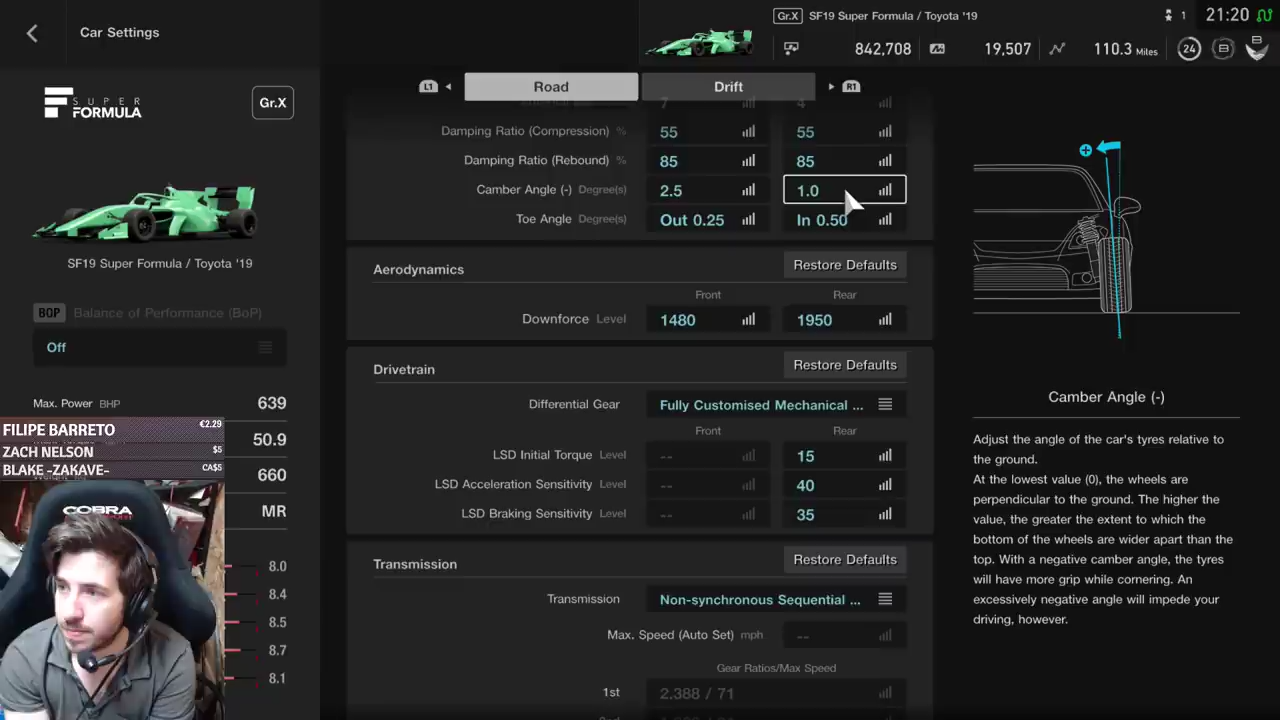 Car Settings
Gr.X SF19 Super Formula / Toyota '19
1 21:20
842,708 19,507 110.3 Miles 24 B
L1 Road Drift R1
SUPER FORMULA
Gr.X
SF19 Super Formula / Toyota '19
BOP Balance of Performance (BoP)
Off
Max. Power BHP 639
50.9
660
MR
8.0
8.4
8.5
8.7
8.1
FILIPE BARRETO €2.29
ZACH NELSON $5
BLAKE -ZAKAVE- CA$5
COBRA
7 4
Damping Ratio (Compression) % 55 55
Damping Ratio (Rebound) % 85 85
Camber Angle (-) Degree(s) 2.5 1.0
Toe Angle Degree(s) Out 0.25 In 0.50
Aerodynamics Restore Defaults
Front Rear
Downforce Level 1480 1950
Drivetrain Restore Defaults
Differential Gear Fully Customised Mechanical ...
Front Rear
LSD Initial Torque Level -- 15
LSD Acceleration Sensitivity Level -- 40
LSD Braking Sensitivity Level -- 35
Transmission Restore Defaults
Transmission Non-synchronous Sequential ...
Max. Speed (Auto Set) mph --
Gear Ratios/Max Speed
1st 2.388 / 71
Camber Angle (-)
Adjust the angle of the car's tyres relative to
the ground.
At the lowest value (0), the wheels are
perpendicular to the ground. The higher the
value, the greater the extent to which the
bottom of the wheels are wider apart than the
top. With a negative camber angle, the tyres
will have more grip while cornering. An
excessively negative angle will impede your
driving, however.